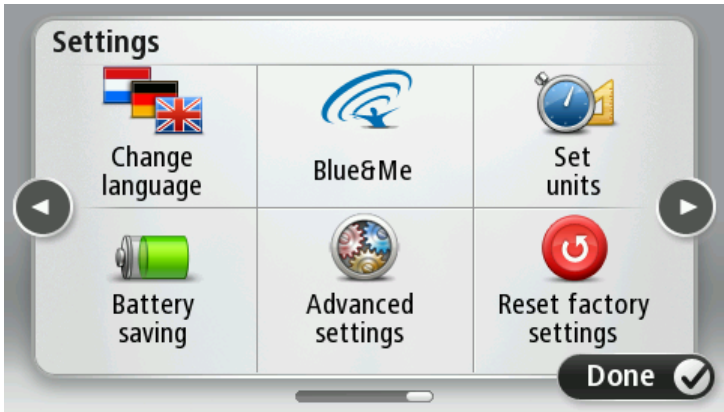 Settings
Change
language
Blue&Me
Set
units
Battery
saving
Advanced
settings
Reset factory
settings
Done